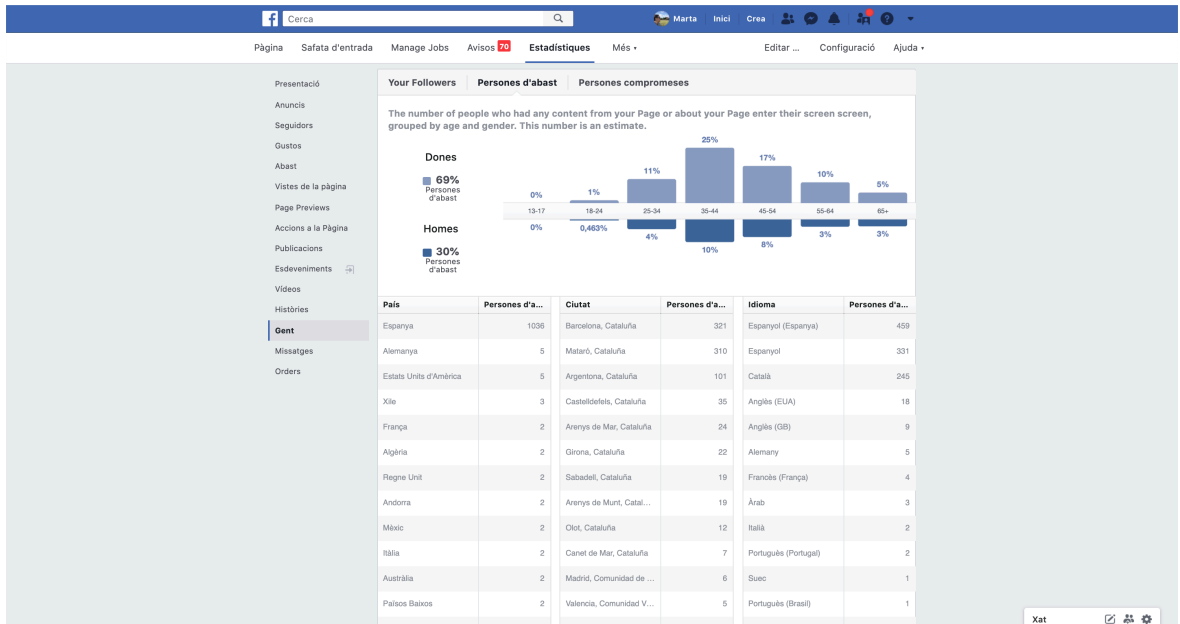 Cerca
Marta Inici Crea
Pàgina Safata d'entrada Manage Jobs Avisos 70 Estadístiques Més Editar ... Configuració Ajuda
Presentació
Anuncis
Seguidors
Gustos
Abast
Vistes de la pàgina
Page Previews
Accions a la Pàgina
Publicacions
Esdeveniments
Vídeos
Històries
Gent
Missatges
Orders
Your Followers Persones d'abast Persones compromeses
The number of people who had any content from your Page or about your Page enter their screen screen,
grouped by age and gender. This number is an estimate.
Dones
69%
Persones
d'abast
0% 1% 11% 25% 17% 10% 5%
13-17 18-24 25-34 35-44 45-54 55-64 65+
Homes
30%
Persones
d'abast
0% 0,463% 4% 10% 8% 3% 3%
País Persones d'a... Ciutat Persones d'a... Idioma Persones d'a...
Espanya 1036 Barcelona, Cataluña 321 Espanyol (Espanya) 459
Alemanya 5 Mataró, Cataluña 310 Espanyol 331
Estats Units d'Amèrica 5 Argentona, Cataluña 101 Català 245
Xile 3 Castelldefels, Cataluña 35 Anglès (EUA) 18
França 2 Arenys de Mar, Cataluña 24 Anglès (GB) 9
Algèria 2 Girona, Cataluña 22 Alemany 5
Regne Unit 2 Sabadell, Cataluña 19 Francès (França) 4
Andorra 2 Arenys de Munt, Catal... 19 Àrab 3
Mèxic 2 Olot, Cataluña 12 Italià 2
Itàlia 2 Canet de Mar, Cataluña 7 Portuguès (Portugal) 2
Austràlia 2 Madrid, Comunidad de ... 6 Suec 1
Països Baixos 2 Valencia, Comunidad V... 5 Portuguès (Brasil) 1
Xat